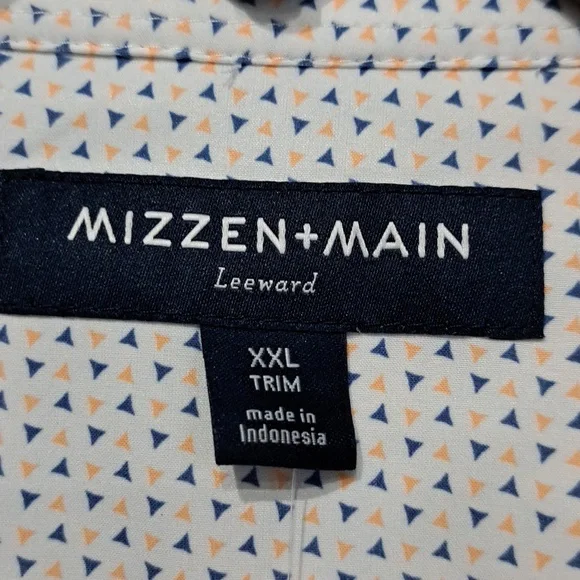 MIZZEN+MAIN
Leeward
XXL
TRIM
made in
Indonesia